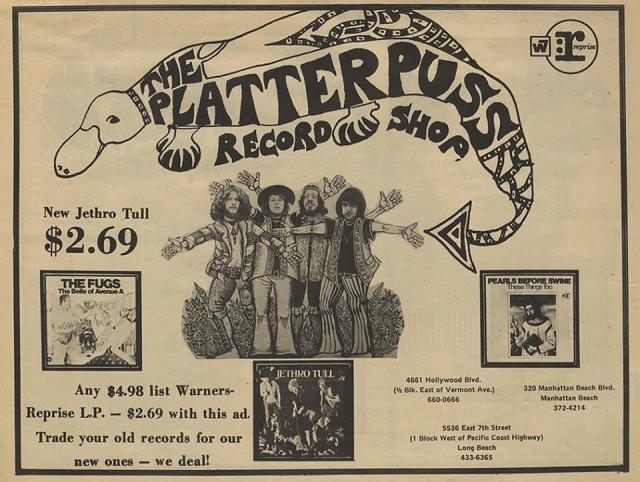 THE
PLATTERPUSS
RECORD SHOP
W
r
reprise
New Jethro Tull
$2.69
THE FUGS
The Belle of Avenue A
PEARLS BEFORE SWINE
These Things Too
JETHRO TULL
Any $4.98 list Warners-
Reprise L.P. — $2.69 with this ad.
Trade your old records for our
new ones — we deal!
4661 Hollywood Blvd.
(½ Blk. East of Vermont Ave.)
660-0666
320 Manhattan Beach Blvd.
Manhattan Beach
372-4214
5536 East 7th Street
(1 Block West of Pacific Coast Highway)
Long Beach
433-6365